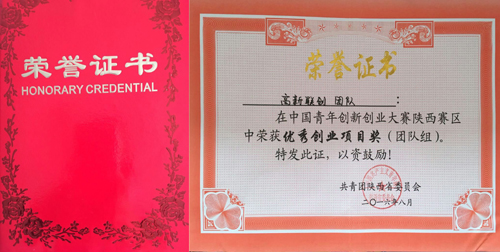 荣誉证书
HONORARY CREDENTIAL
荣誉证书
高新联创 团队 ：
在中国青年创新创业大赛陕西赛区
中荣获优秀创业项目奖（团队组）。
特发此证，以资鼓励！
共青团陕西省委员会
二〇一六年八月